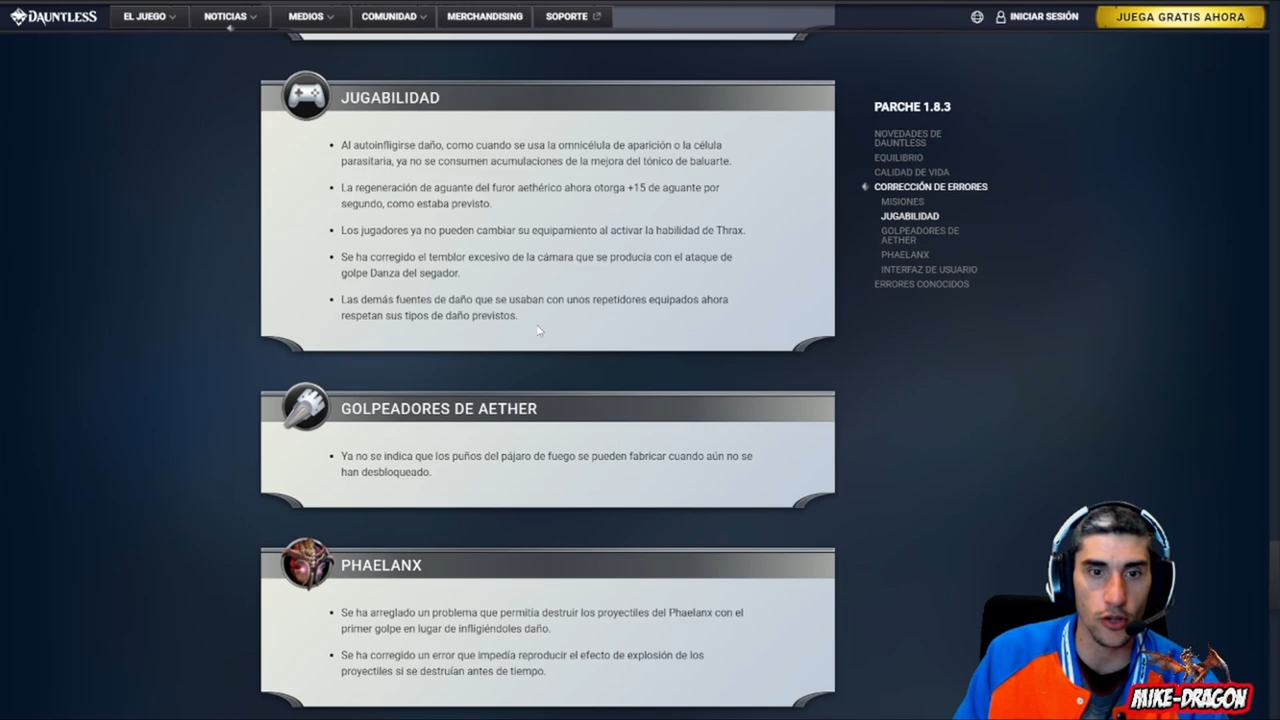 DAUNTLESS
EL JUEGO
NOTICIAS
MEDIOS
COMUNIDAD
MERCHANDISING
SOPORTE
INICIAR SESIÓN
JUEGA GRATIS AHORA
JUGABILIDAD
Al autoinfligirse daño, como cuando se usa la omnicélula de aparición o la célula
parasitaria, ya no se consumen acumulaciones de la mejora del tónico de baluarte.
La regeneración de aguante del furor aethérico ahora otorga +15 de aguante por
segundo, como estaba previsto.
Los jugadores ya no pueden cambiar su equipamiento al activar la habilidad de Thrax.
Se ha corregido el temblor excesivo de la cámara que se producía con el ataque de
golpe Danza del segador.
Las demás fuentes de daño que se usaban con unos repetidores equipados ahora
respetan sus tipos de daño previstos.
GOLPEADORES DE AETHER
Ya no se indica que los puños del pájaro de fuego se pueden fabricar cuando aún no se
han desbloqueado.
PHAELANX
Se ha arreglado un problema que permitía destruir los proyectiles del Phaelanx con el
primer golpe en lugar de infligiéndoles daño.
Se ha corregido un error que impedía reproducir el efecto de explosión de los
proyectiles si se destruían antes de tiempo.
PARCHE 1.8.3
NOVEDADES DE
DAUNTLESS
EQUILIBRIO
CALIDAD DE VIDA
CORRECCIÓN DE ERRORES
MISIONES
JUGABILIDAD
GOLPEADORES DE
AETHER
PHAELANX
INTERFAZ DE USUARIO
ERRORES CONOCIDOS
MIKE-DRAGON